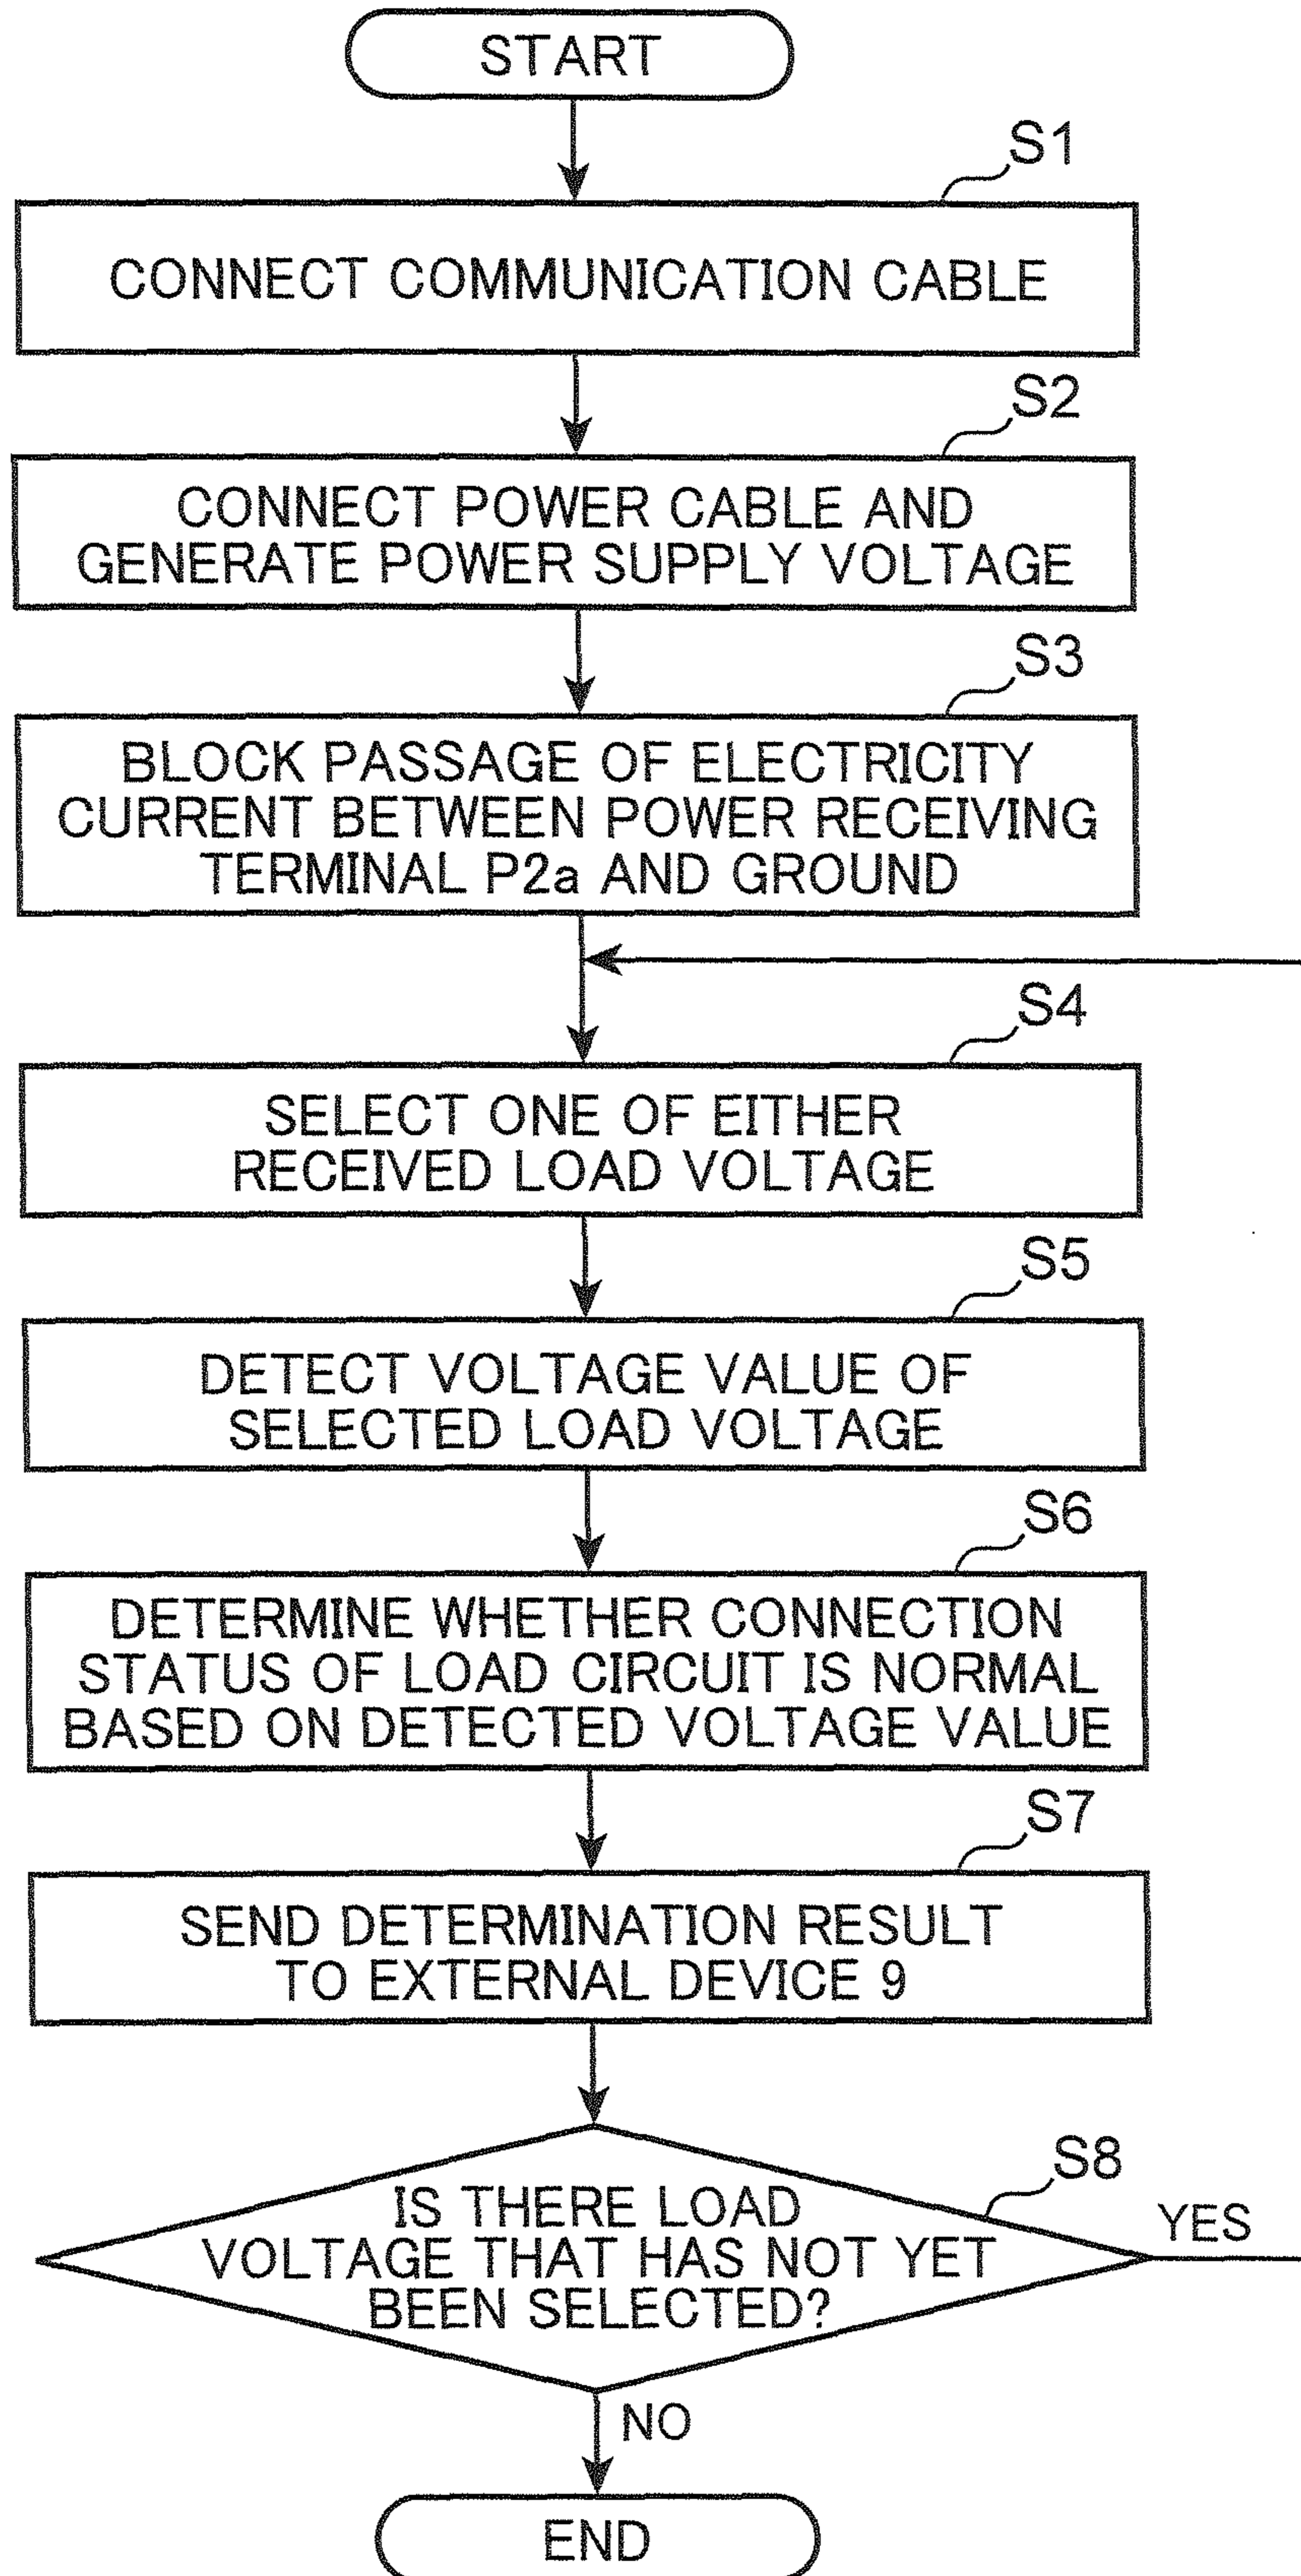 START
S1
CONNECT COMMUNICATION CABLE
S2
CONNECT POWER CABLE AND
GENERATE POWER SUPPLY VOLTAGE
S3
BLOCK PASSAGE OF ELECTRICITY
CURRENT BETWEEN POWER RECEIVING
TERMINAL P2a AND GROUND
S4
SELECT ONE OF EITHER
RECEIVED LOAD VOLTAGE
S5
DETECT VOLTAGE VALUE OF
SELECTED LOAD VOLTAGE
S6
DETERMINE WHETHER CONNECTION
STATUS OF LOAD CIRCUIT IS NORMAL
BASED ON DETECTED VOLTAGE VALUE
S7
SEND DETERMINATION RESULT
TO EXTERNAL DEVICE 9
S8
IS THERE LOAD
VOLTAGE THAT HAS NOT YET
BEEN SELECTED?
YES
NO
END